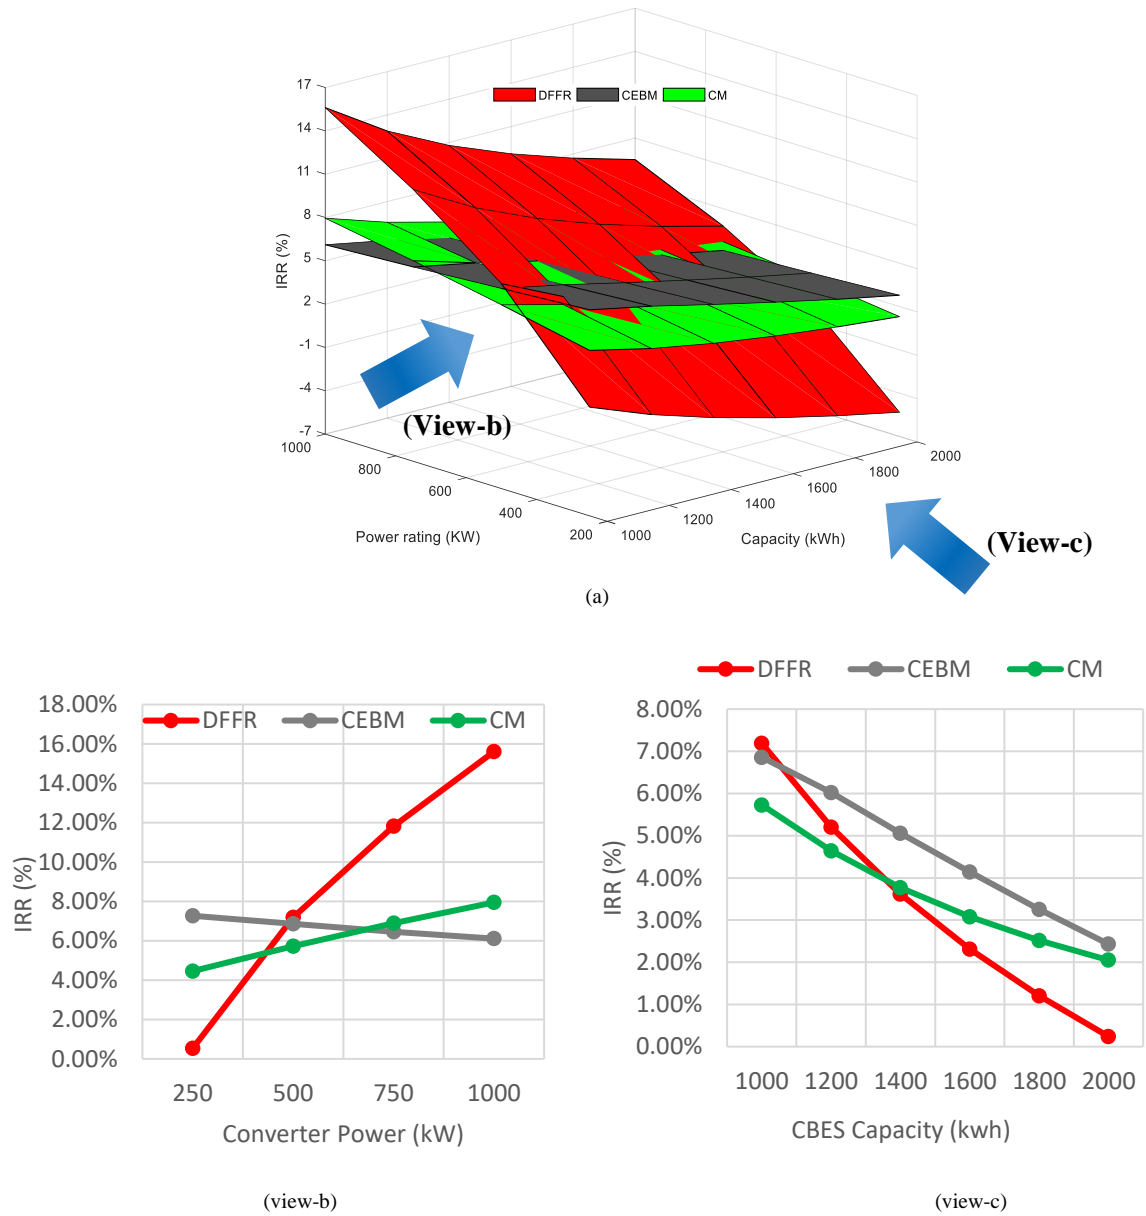 17
14
11
8
5
2
-1
-4
-7
IRR (%)
DFFR CEBM CM
1000
800
600
400
200
Power rating (KW)
1000
1200
1400
1600
1800
2000
Capacity (kWh)
(View-b)
(View-c)
(a)
18.00%
16.00%
14.00%
12.00%
10.00%
8.00%
6.00%
4.00%
2.00%
0.00%
IRR (%)
DFFR CEBM CM
250 500 750 1000
Converter Power (kW)
(view-b)
DFFR CEBM CM
8.00%
7.00%
6.00%
5.00%
4.00%
3.00%
2.00%
1.00%
0.00%
IRR (%)
1000 1200 1400 1600 1800 2000
CBES Capacity (kwh)
(view-c)